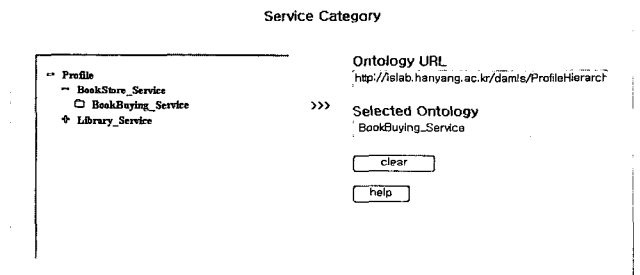 Service Category
Profile
BookStore_Service
BookBuying_Service
Library_Service
>>>
Ontology URL
http://islab.hanyang.ac.kr/damls/ProfileHierarch
Selected Ontology
BookBuying_Service
clear
help